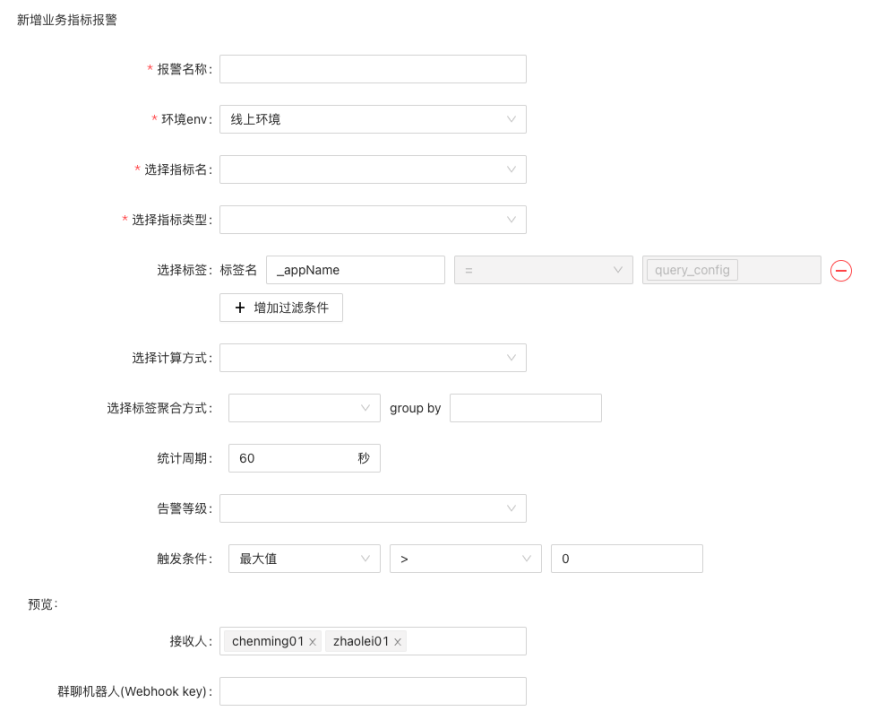 新增业务指标报警
* 报警名称:
* 环境env: 线上环境
* 选择指标名:
* 选择指标类型:
选择标签: 标签名 _appName = query_config
+ 增加过滤条件
选择计算方式:
选择标签聚合方式: group by
统计周期: 60 秒
告警等级:
触发条件: 最大值 > 0
预览:
接收人: chenming01 × zhaolei01 ×
群聊机器人(Webhook key):